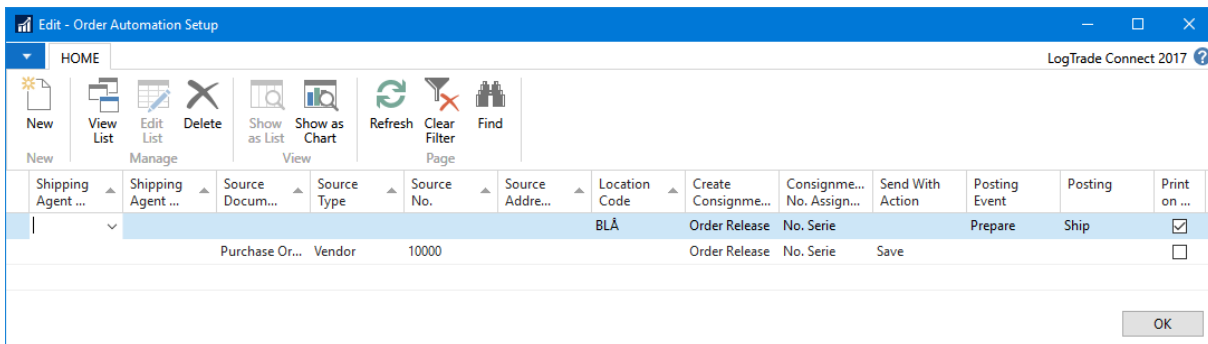 Edit - Order Automation Setup
HOME
LogTrade Connect 2017
New
View List
Edit List
Delete
Show as List
Show as Chart
Refresh
Clear Filter
Find
New
Manage
View
Page
Shipping Agent ...
Shipping Agent ...
Source Docum...
Source Type
Source No.
Source Addre...
Location Code
Create Consignme...
Consignme... No. Assign...
Send With Action
Posting Event
Posting
Print on ...
BLÅ Order Release No. Serie Prepare Ship
Purchase Or... Vendor 10000 Order Release No. Serie Save
OK